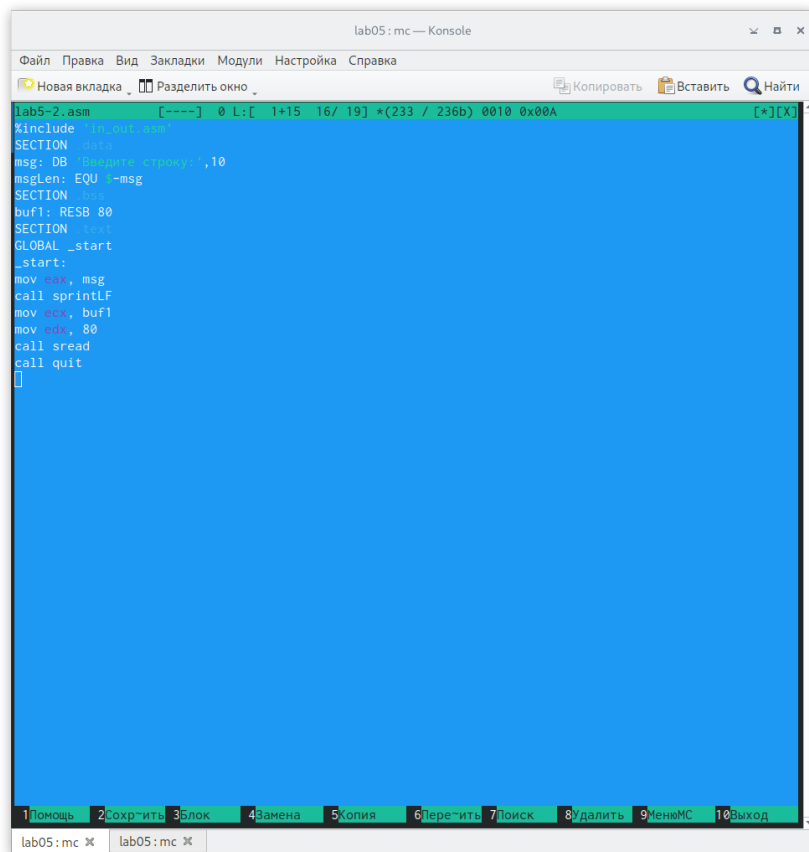 lab05 : mc — Konsole
Файл Правка Вид Закладки Модули Настройка Справка
Новая вкладка Разделить окно Копировать Вставить Найти
lab5-2.asm [----] 0 L:[ 1+15 16/ 19] *(233 / 236b) 0010 0x00A [*][X]
%include 'in_out.asm'
SECTION .data
msg: DB 'Введите строку:',10
msgLen: EQU $-msg
SECTION .bss
buf1: RESB 80
SECTION .text
GLOBAL _start
_start:
mov eax, msg
call sprintLF
mov ecx, buf1
mov edx, 80
call sread
call quit
1Помощь 2Сохр~ить 3Блок 4Замена 5Копия 6Пере~ить 7Поиск 8Удалить 9МенюMC 10Выход
lab05 : mc lab05 : mc